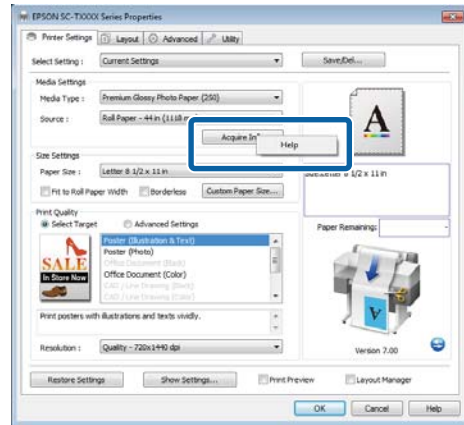 EPSON SC-TXXXX Series Properties
Printer Settings Layout Advanced Utility
Select Setting : Current Settings Save/Del...
Media Settings
Media Type : Premium Glossy Photo Paper (250)
Source : Roll Paper - 44 in (1118 m
Acquire In
Help
A
Size Settings
Paper Size : Letter 8 1/2 x 11 in
Size:Letter 8 1/2 x 11 in
Fit to Roll Paper Width Borderless Custom Paper Size...
Print Quality
Select Target Advanced Settings
Paper Remaining: -
SALE
In Store Now
Poster (Illustration & Text)
Poster (Photo)
Office Document (Black)
Office Document (Color)
CAD / Line Drawing (Black)
CAD / Line Drawing (Color)
A
Print posters with illustrations and texts vividly.
Resolution : Quality - 720x1440 dpi
Version 7.00
Restore Settings Show Settings... Print Preview Layout Manager
OK Cancel Help